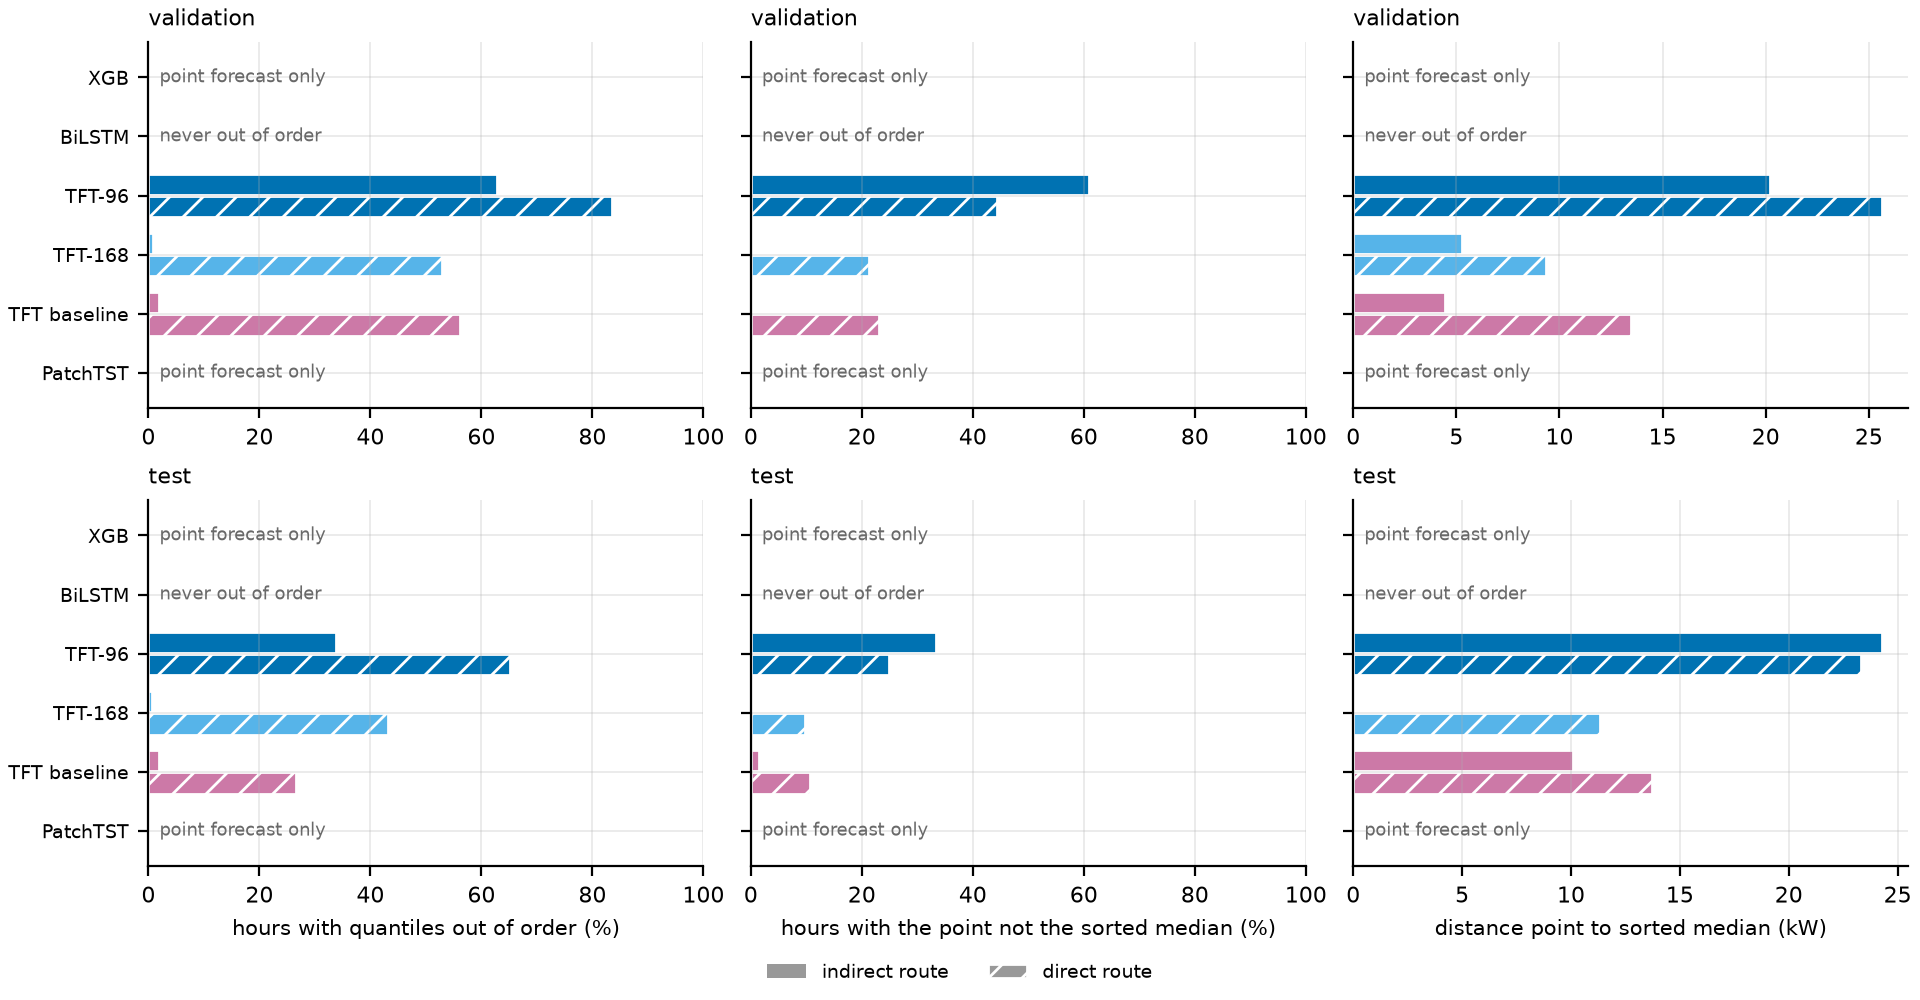 validation
validation
validation
XGB
point forecast only
point forecast only
point forecast only
BiLSTM
never out of order
never out of order
never out of order
TFT-96
TFT-168
TFT baseline
PatchTST
point forecast only
point forecast only
point forecast only
0 20 40 60 80 100
0 20 40 60 80 100
0 5 10 15 20 25
test
test
test
XGB
point forecast only
point forecast only
point forecast only
BiLSTM
never out of order
never out of order
never out of order
TFT-96
TFT-168
TFT baseline
PatchTST
point forecast only
point forecast only
point forecast only
0 20 40 60 80 100
0 20 40 60 80 100
0 5 10 15 20 25
hours with quantiles out of order (%)
hours with the point not the sorted median (%)
distance point to sorted median (kW)
indirect route
direct route